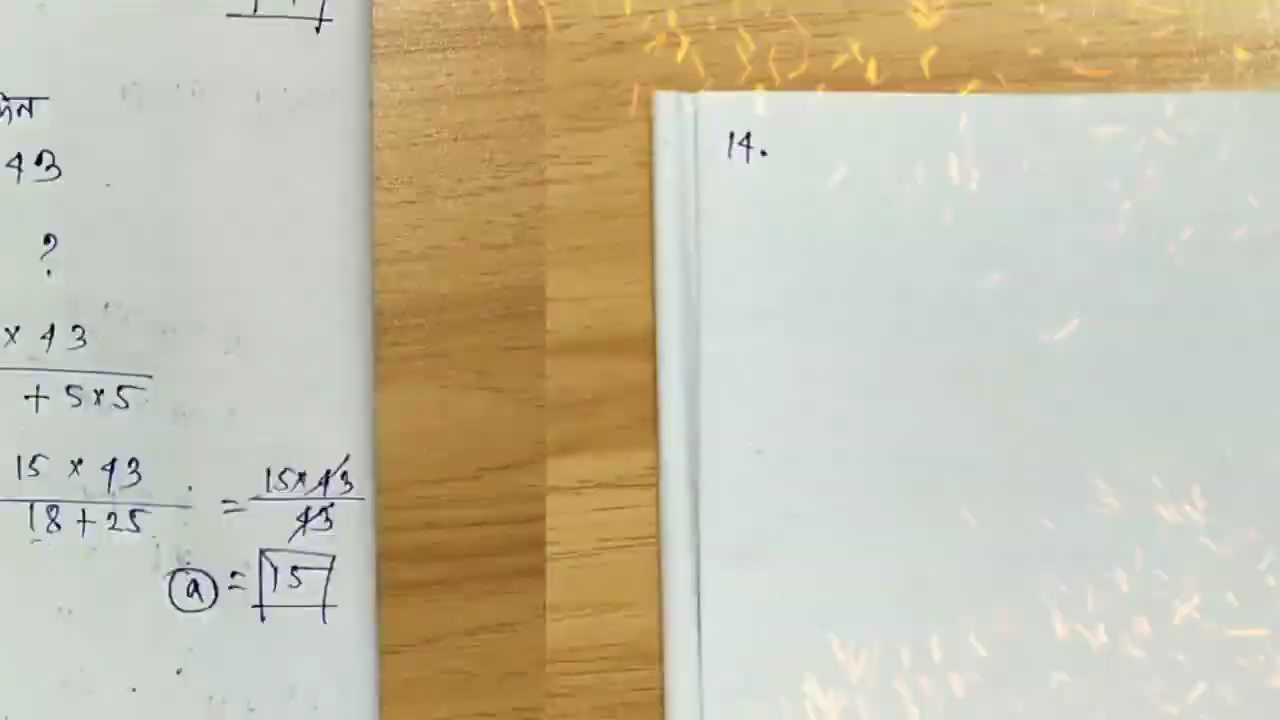 দিন
43
?
× 43
+ 5×5
15 × 43
18 + 25
= 15×43
43
ⓐ = 15
14.